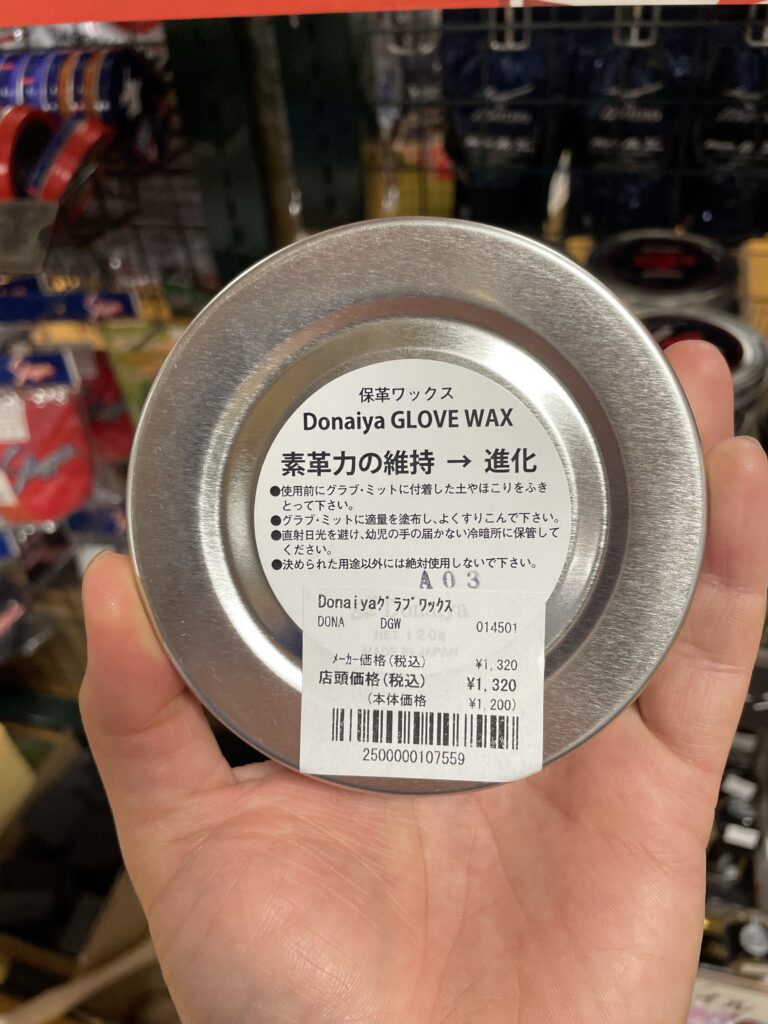 保革ワックス
Donaiya GLOVE WAX
素革力の維持 → 進化
●使用前にグラブ・ミットに付着した土やほこりをふき
とって下さい。
●グラブ・ミットに適量を塗布し、よくすりこんで下さい。
●直射日光を避け、幼児の手の届かない冷暗所に保管して
ください。
●決められた用途以外には絶対使用しないで下さい。
A03
Donaiyaｸﾞﾗﾌﾞﾜｯｸｽ
DONA DGW 014501
Donaiya
NET 120g
MADE IN JAPAN
ﾒｰｶｰ価格(税込) ¥1,320
店頭価格(税込) ¥1,320
(本体価格 ¥1,200)
2500000107559